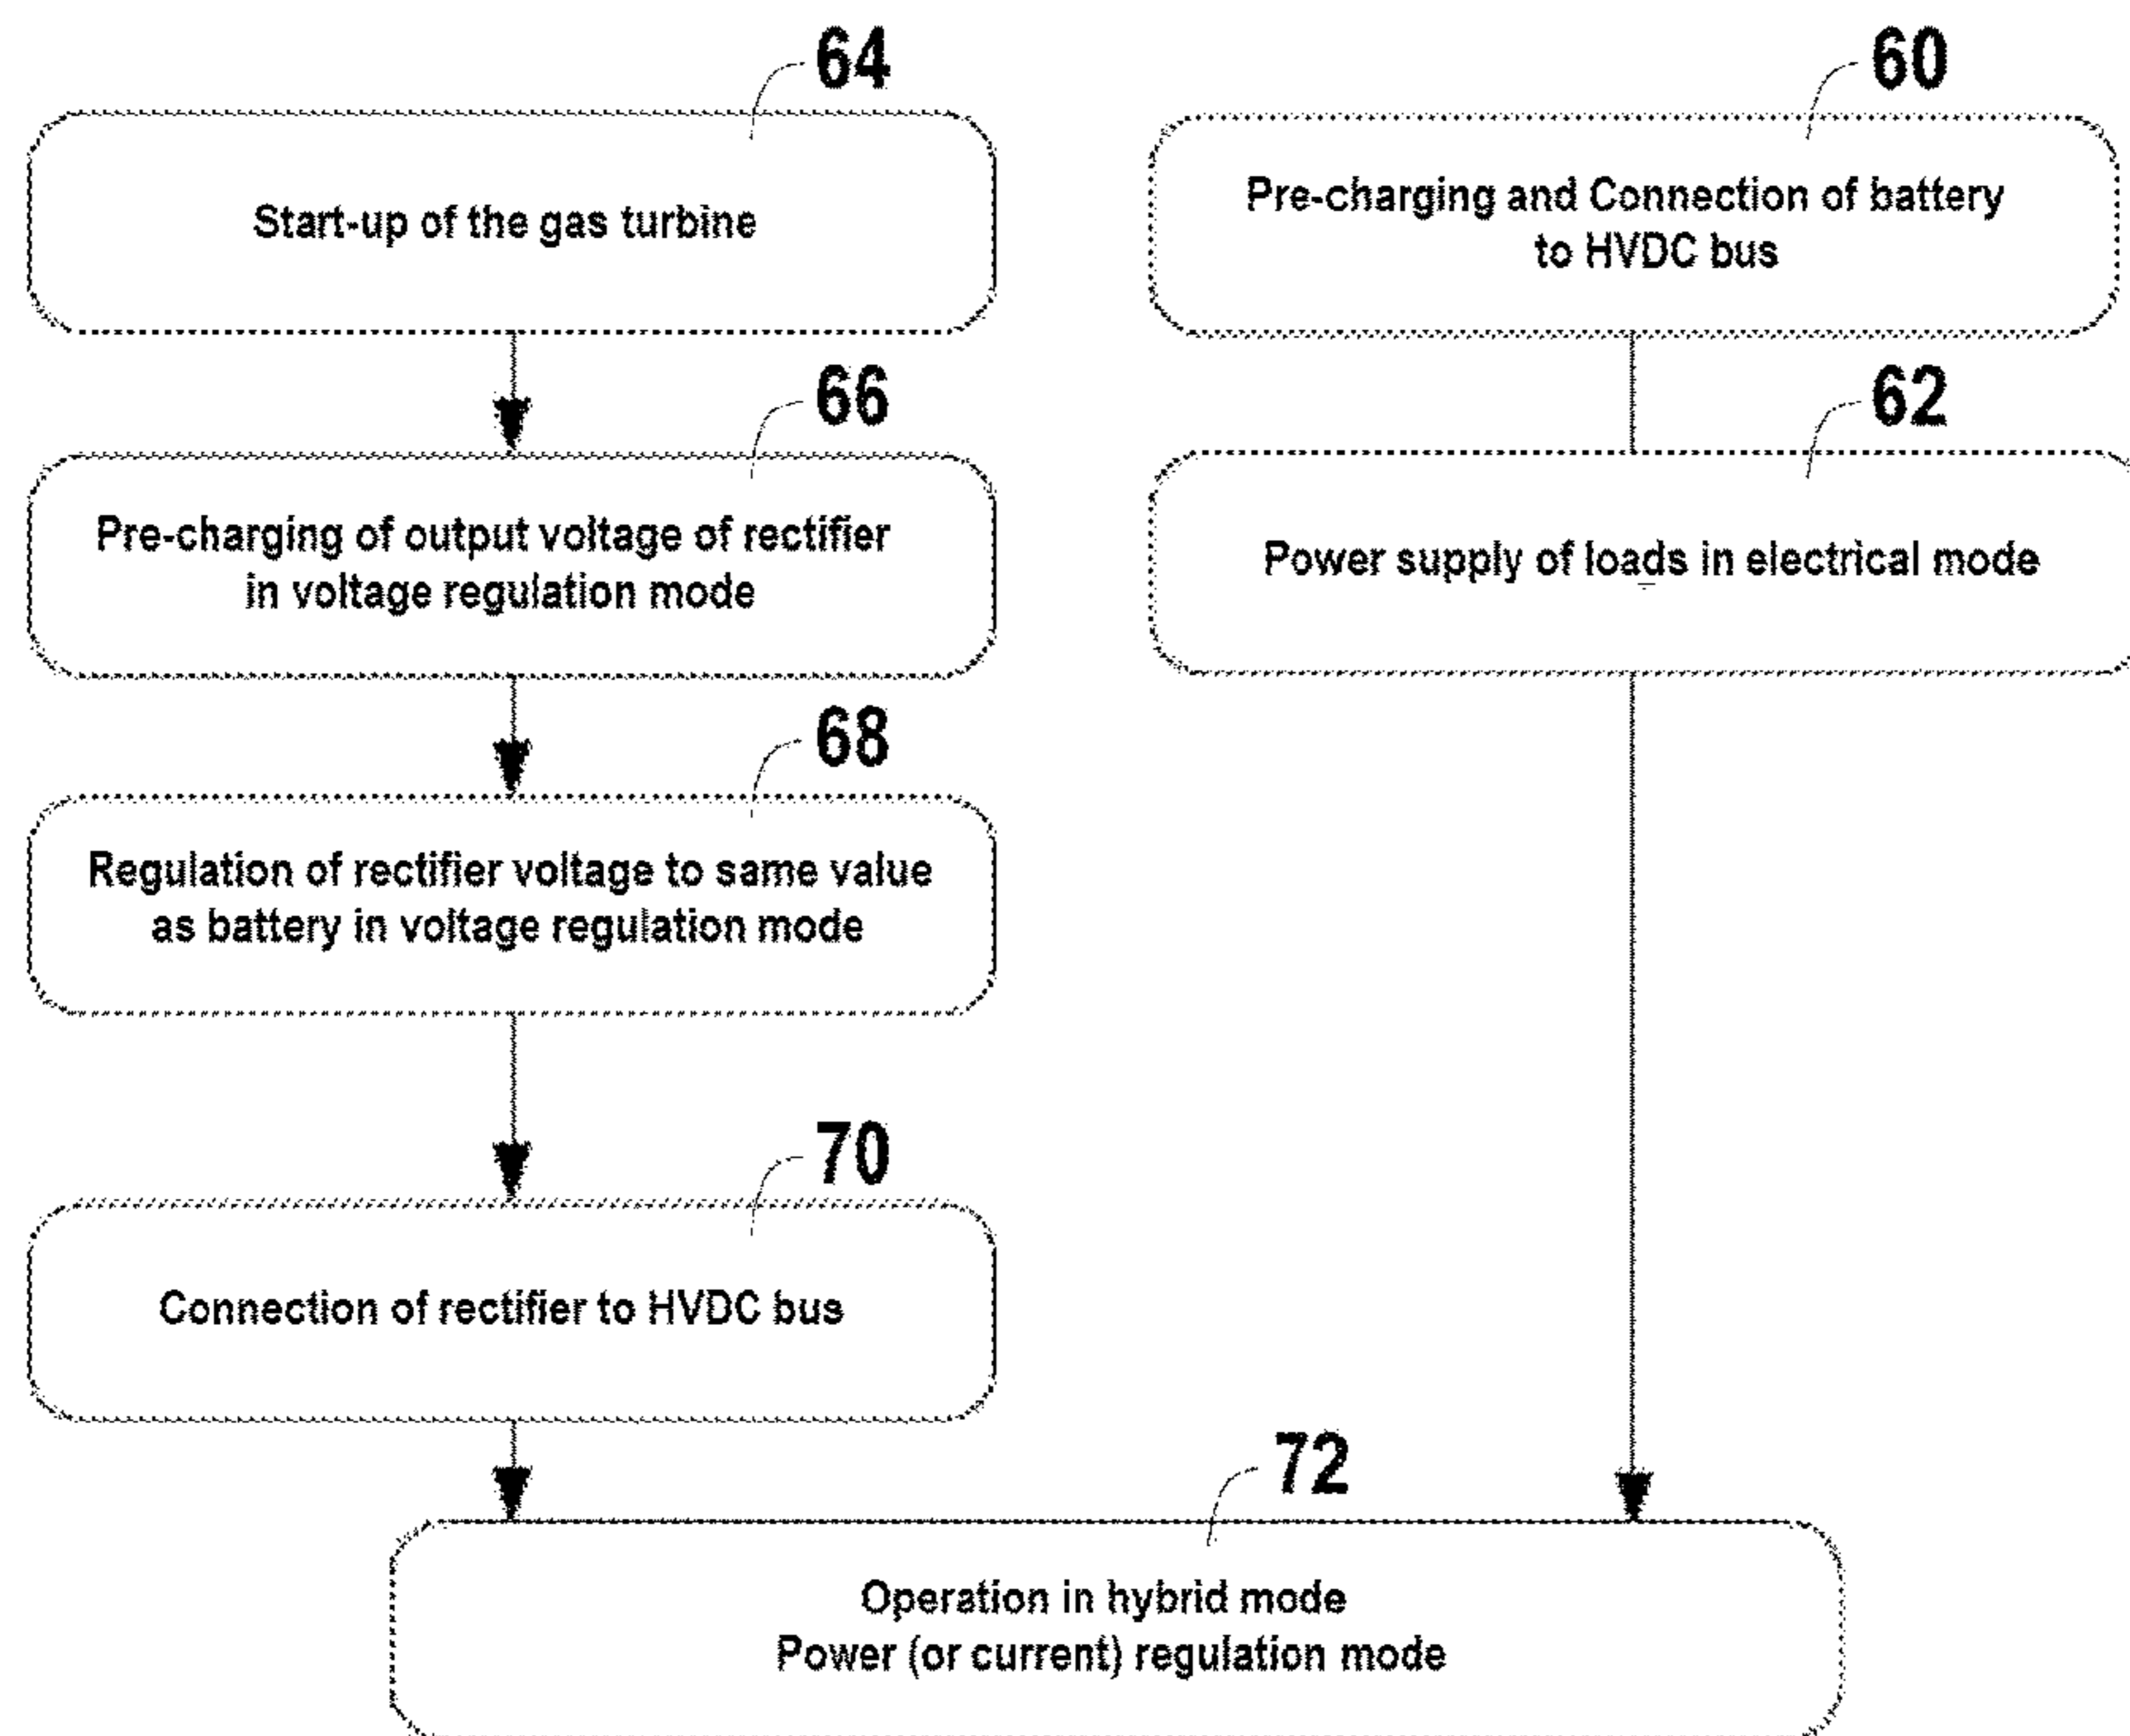 64
Start-up of the gas turbine
66
Pre-charging of output voltage of rectifier
in voltage regulation mode
68
Regulation of rectifier voltage to same value
as battery in voltage regulation mode
70
Connection of rectifier to HVDC bus
60
Pre-charging and Connection of battery
to HVDC bus
62
Power supply of loads in electrical mode
72
Operation in hybrid mode
Power (or current) regulation mode